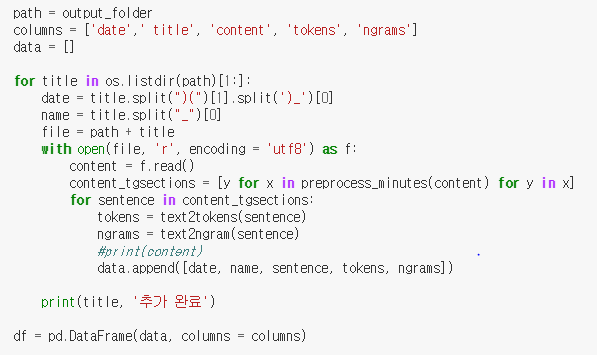 path = output_folder
columns = ['date',' title', 'content', 'tokens', 'ngrams']
data = []
for title in os.listdir(path)[1:]:
    date = title.split(")(")[1].split(')_')[0]
    name = title.split("_")[0]
    file = path + title
    with open(file, 'r', encoding = 'utf8') as f:
        content = f.read()
        content_tgsections = [y for x in preprocess_minutes(content) for y in x]
        for sentence in content_tgsections:
            tokens = text2tokens(sentence)
            ngrams = text2ngram(sentence)
            #print(content)
            data.append([date, name, sentence, tokens, ngrams])
    print(title, '추가 완료')
df = pd.DataFrame(data, columns = columns)